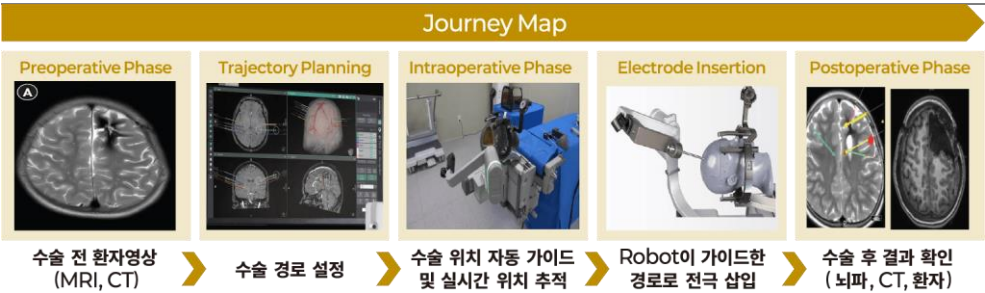 Journey Map
Preoperative Phase
Trajectory Planning
Intraoperative Phase
Electrode Insertion
Postoperative Phase
A
수술 전 환자영상
(MRI, CT)
수술 경로 설정
수술 위치 자동 가이드
및 실시간 위치 추적
Robot이 가이드한
경로로 전극 삽입
수술 후 결과 확인
( 뇌파, CT, 환자)